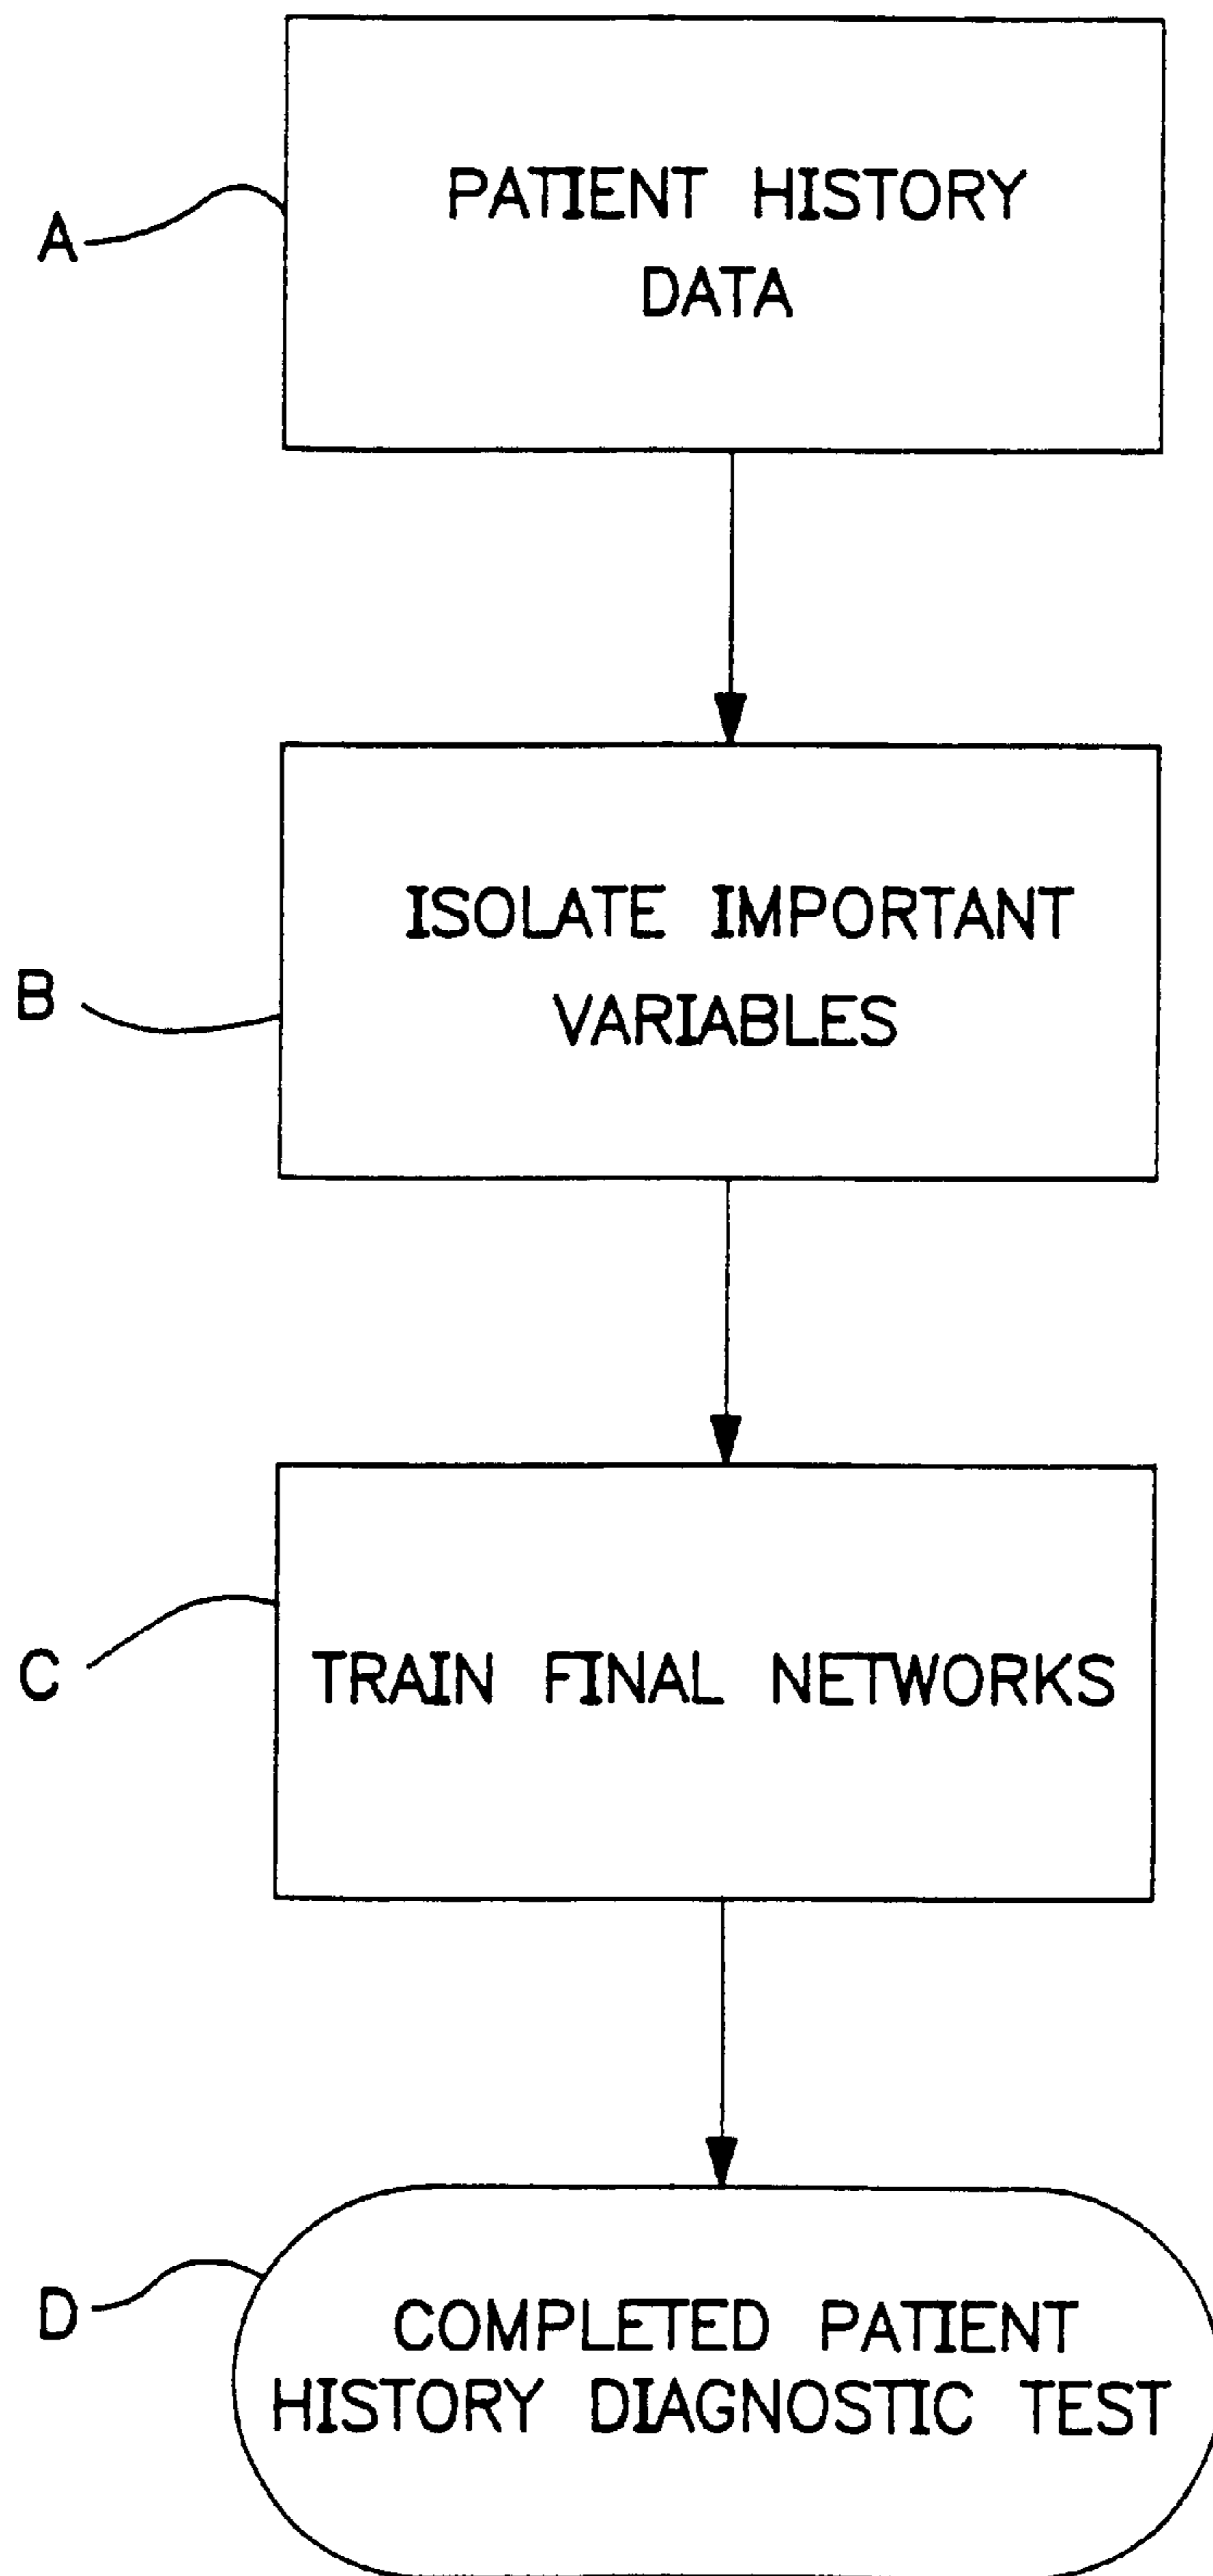 A
PATIENT HISTORY
DATA
B
ISOLATE IMPORTANT
VARIABLES
C
TRAIN FINAL NETWORKS
D
COMPLETED PATIENT
HISTORY DIAGNOSTIC TEST